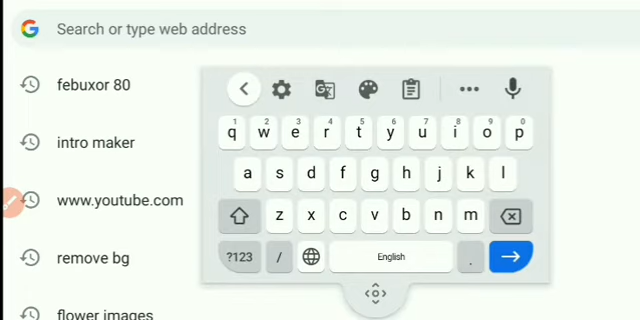 Search or type web address
febuxor 80
intro maker
www.youtube.com
remove bg
flower images
1 2 3 4 5 6 7 8 9 0
q w e r t y u i o p
a s d f g h j k l
z x c v b n m
?123 / English .